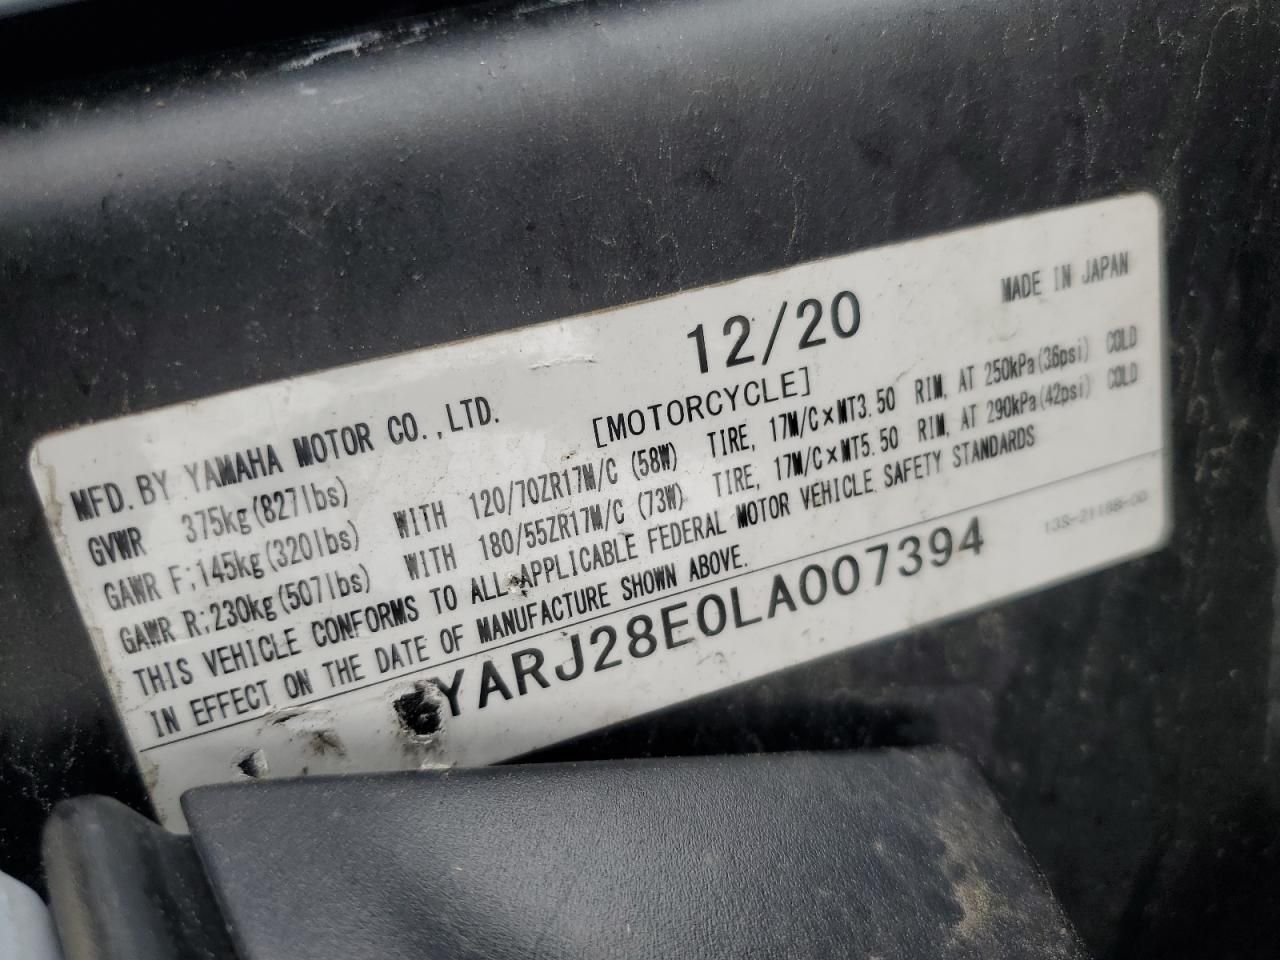 12/20
MADE IN JAPAN
MFD. BY YAMAHA MOTOR CO.,LTD.
[MOTORCYCLE]
GVWR 375kg(827lbs)
GAWR F;145kg(320lbs) WITH 120/70ZR17M/C (58W) TIRE, 17M/C×MT3.50 RIM, AT 250kPa(36psi) COLD
GAWR R;230kg(507lbs) WITH 180/55ZR17M/C (73W) TIRE, 17M/C×MT5.50 RIM, AT 290kPa(42psi) COLD
THIS VEHICLE CONFORMS TO ALL APPLICABLE FEDERAL MOTOR VEHICLE SAFETY STANDARDS
IN EFFECT ON THE DATE OF MANUFACTURE SHOWN ABOVE.
YARJ28E0LA007394
13S-2118B-00